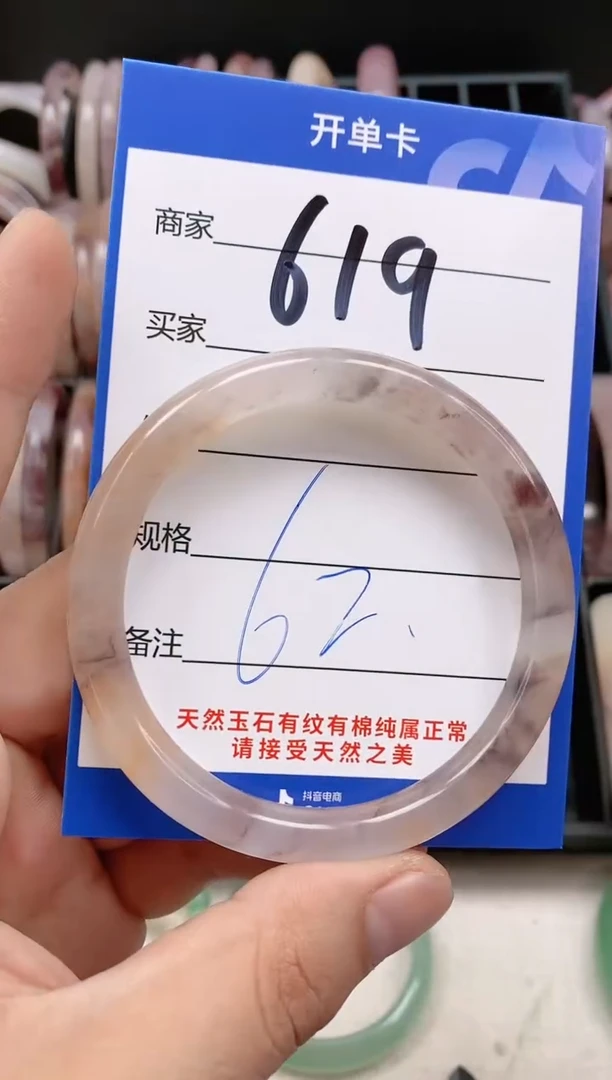 开单卡
商家 619
买家
规格
备注 62.
天然玉石有纹有棉纯属正常
请接受天然之美
抖音电商